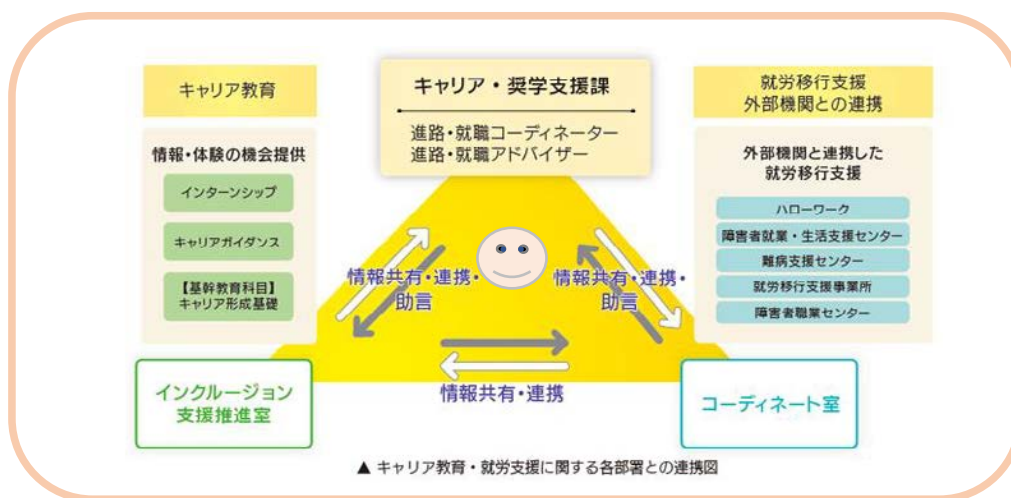 キャリア教育
情報・体験の機会提供
インターンシップ
キャリアガイダンス
【基幹教育科目】
キャリア形成基礎
キャリア・奨学支援課
進路・就職コーディネーター
進路・就職アドバイザー
就労移行支援
外部機関との連携
外部機関と連携した
就労移行支援
ハローワーク
障害者就業・生活支援センター
難病支援センター
就労移行支援事業所
障害者職業センター
情報共有・連携・
助言
情報共有・連携・
助言
情報共有・連携
インクルージョン
支援推進室
コーディネート室
▲ キャリア教育・就労支援に関する各部署との連携図